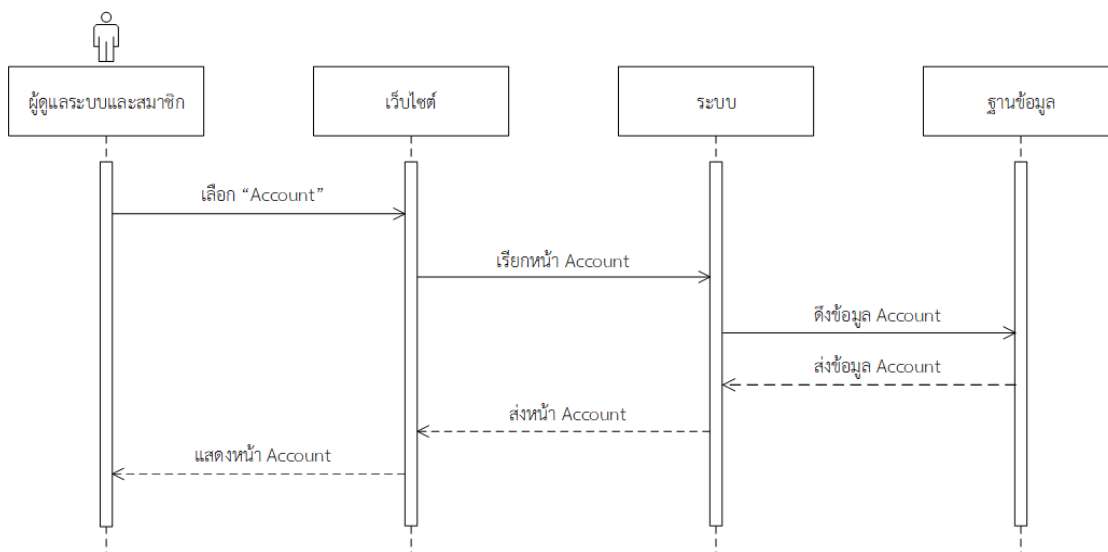 ผู้ดูแลระบบและสมาชิก
เว็บไซต์
ระบบ
ฐานข้อมูล
เลือก “Account”
เรียกหน้า Account
ดึงข้อมูล Account
ส่งข้อมูล Account
ส่งหน้า Account
แสดงหน้า Account